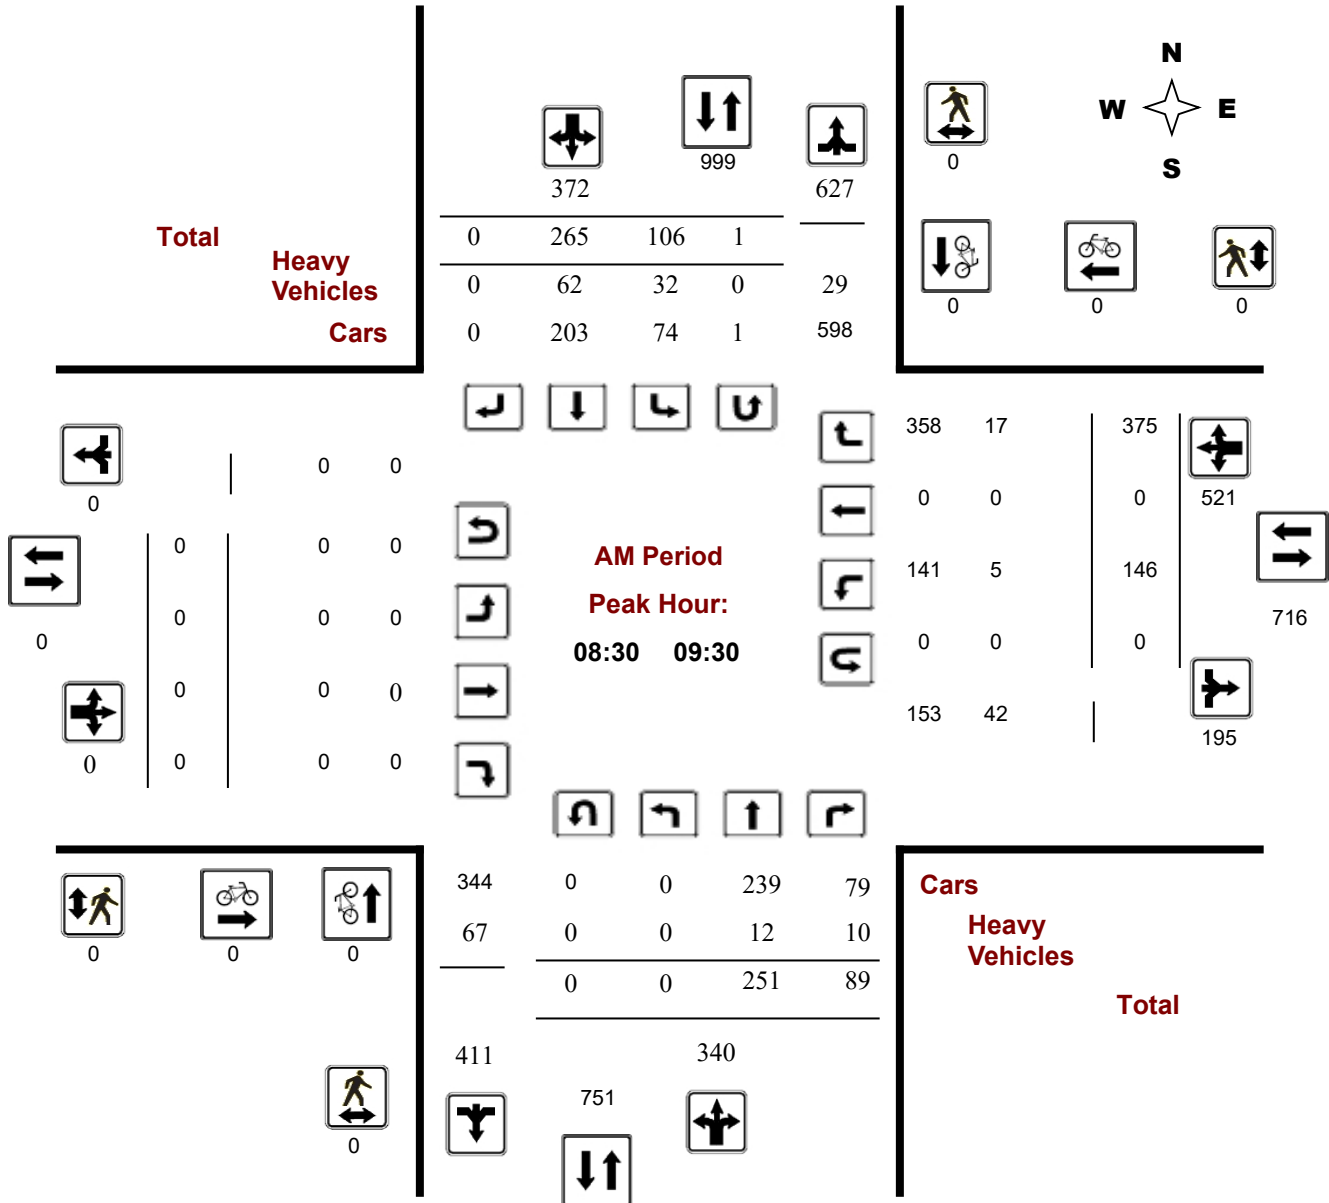 N
W E
S
999
0
372 627
Total 0 265 106 1
Heavy
Vehicles 0 62 32 0 29
Cars 0 203 74 1 598
0 0 0
358 17 375
0 0
0 0 0 0 521
0 0 0 AM Period 141 5 146
0 0 0 Peak Hour: 716
0 08:30 09:30 0 0 0
0 0 0
153 42 195
0 0 0 0
344 0 0 239 79 Cars
67 0 0 12 10 Heavy
Vehicles
0 0 0
0 0 251 89
Total
411 340
751
0